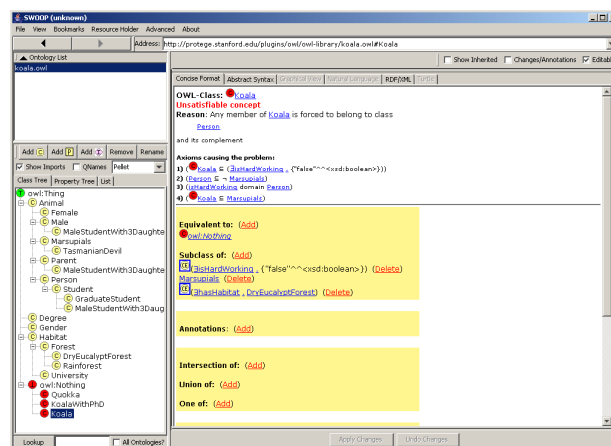 SWOOP (unknown)
File View Bookmarks Resource Holder Advanced About
Address: http://protege.stanford.edu/plugins/owl/owl-library/koala.owl#Koala
Ontology List
Show Inherited Changes/Annotations Editable
koala.owl
Concise Format Abstract Syntax Graphical View Natural Language RDF/XML Turtle
OWL-Class: C Koala
Unsatisfiable concept
Reason: Any member of Koala is forced to belong to class
Person
and its complement
Axioms causing the problem:
1) (Koala ⊑ (∃isHardWorking . {"false"^^<xsd:boolean>}))
2) (Person ⊑ ¬ Marsupials)
3) (isHardWorking domain Person)
4) (Koala ⊑ Marsupials)
Add C Add P Add I Remove Rename
Show Imports QNames Pellet
Class Tree Property Tree List
owl:Thing
Animal
Female
Male
MaleStudentWith3Daughte
Marsupials
TasmanianDevil
Parent
MaleStudentWith3Daughte
Person
Student
GraduateStudent
MaleStudentWith3Daug
Degree
Gender
Habitat
Forest
DryEucalyptForest
Rainforest
University
owl:Nothing
Quokka
KoalaWithPhD
Koala
Equivalent to: (Add)
owl:Nothing
Subclass of: (Add)
(∃isHardWorking . {"false"^^<xsd:boolean>}) (Delete)
Marsupials (Delete)
(∃hasHabitat . DryEucalyptForest) (Delete)
Annotations: (Add)
Intersection of: (Add)
Union of: (Add)
One of: (Add)
Lookup All Ontologies?
Apply Changes Undo Changes